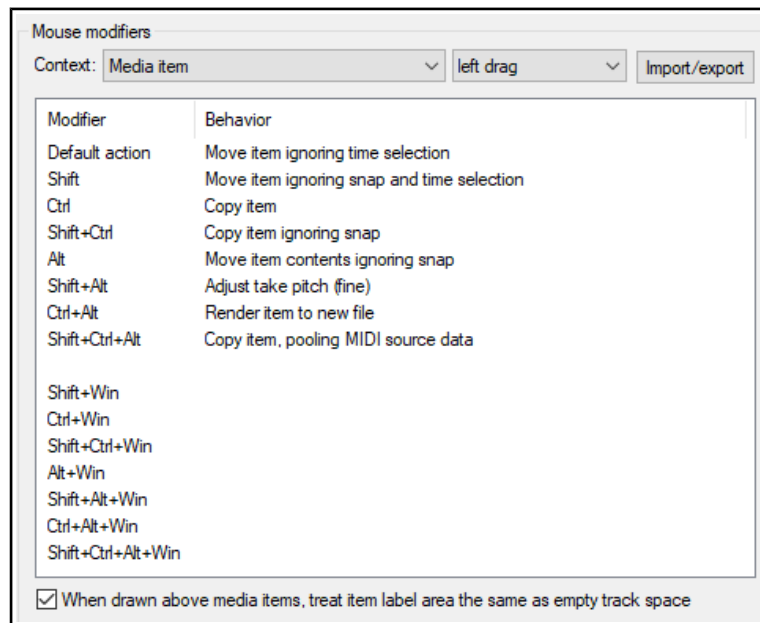 Mouse modifiers
Context: Media item left drag Import/export
Modifier Behavior
Default action Move item ignoring time selection
Shift Move item ignoring snap and time selection
Ctrl Copy item
Shift+Ctrl Copy item ignoring snap
Alt Move item contents ignoring snap
Shift+Alt Adjust take pitch (fine)
Ctrl+Alt Render item to new file
Shift+Ctrl+Alt Copy item, pooling MIDI source data
Shift+Win
Ctrl+Win
Shift+Ctrl+Win
Alt+Win
Shift+Alt+Win
Ctrl+Alt+Win
Shift+Ctrl+Alt+Win
When drawn above media items, treat item label area the same as empty track space